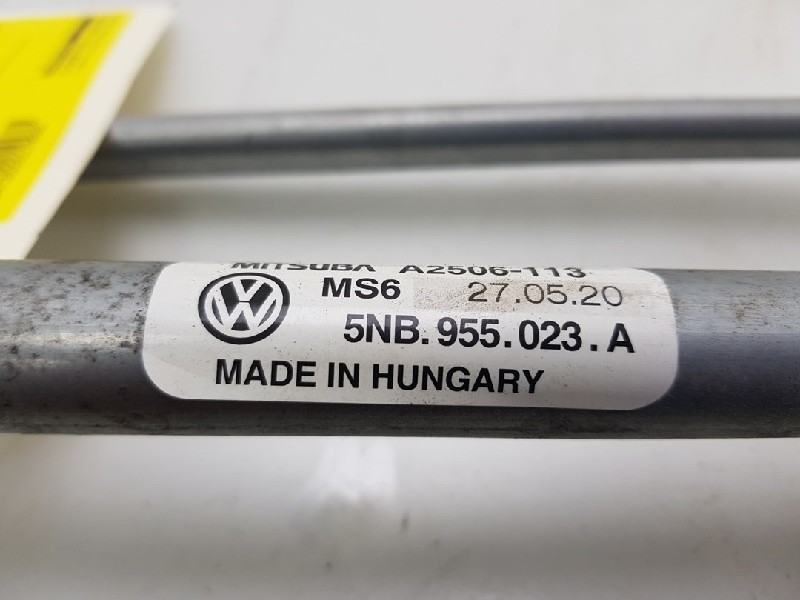 MITSUBA A2506-113
MS6 27.05.20
5NB.955.023.A
MADE IN HUNGARY